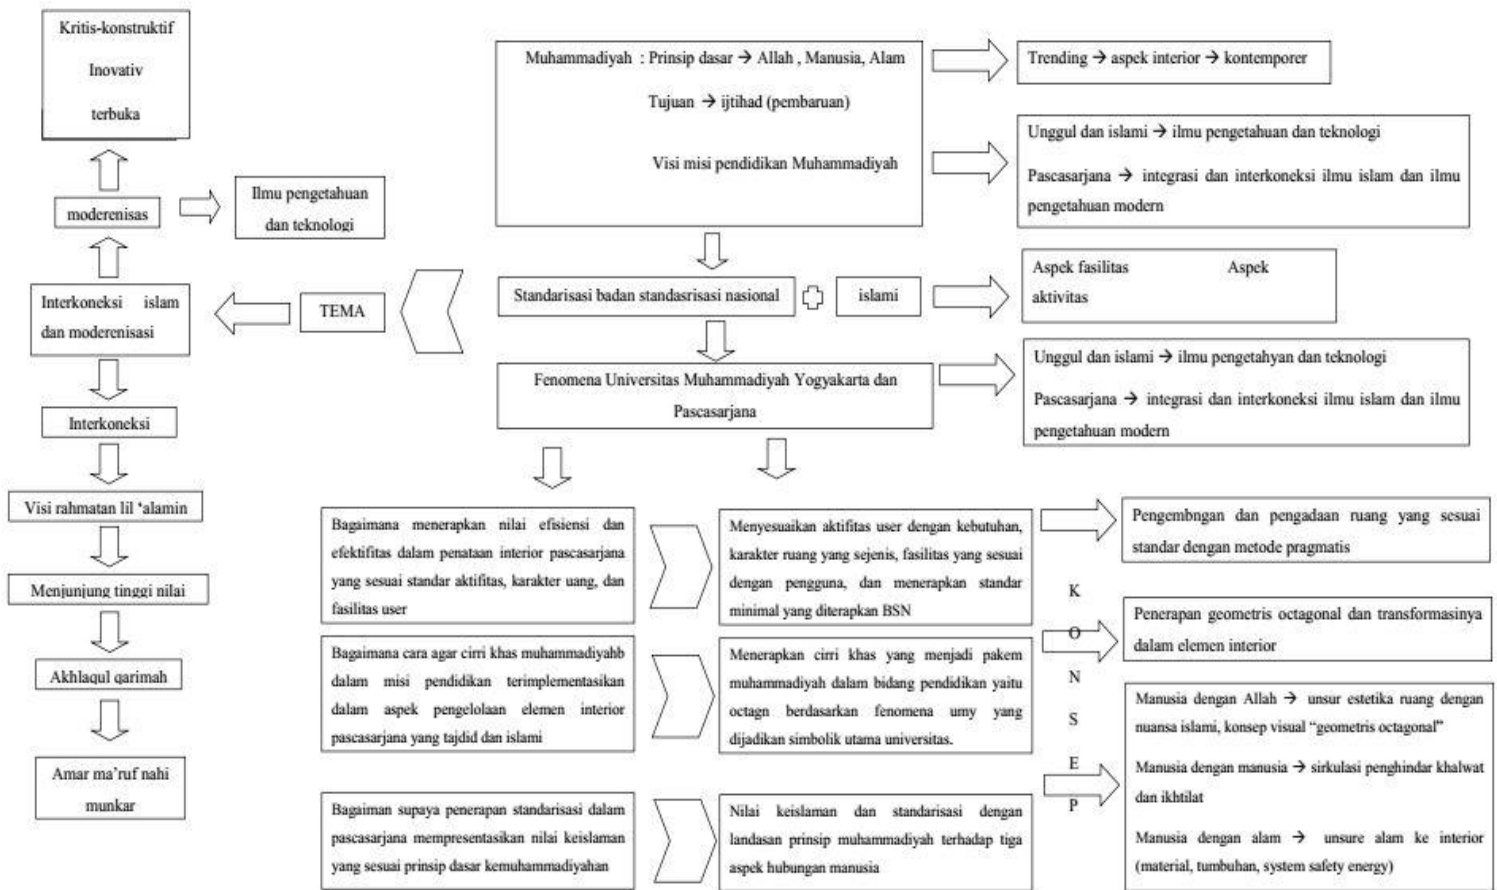 Kritis-konstruktif
Inovativ
terbuka
moderenisas
Ilmu pengetahuan
dan teknologi
Interkoneksi islam
dan moderenisasi
TEMA
Interkoneksi
Visi rahmatan lil ‘alamin
Menjunjung tinggi nilai
Akhlaqul qarimah
Amar ma’ruf nahi
munkar
Muhammadiyah : Prinsip dasar → Allah , Manusia, Alam
Tujuan → ijtihad (pembaruan)
Visi misi pendidikan Muhammadiyah
Trending → aspek interior → kontemporer
Unggul dan islami → ilmu pengetahuan dan teknologi
Pascasarjana → integrasi dan interkoneksi ilmu islam dan ilmu
pengetahuan modern
Standarisasi badan standasrisasi nasional
islami
Aspek fasilitas Aspek
aktivitas
Fenomena Universitas Muhammadiyah Yogyakarta dan
Pascasarjana
Unggul dan islami → ilmu pengetahyan dan teknologi
Pascasarjana → integrasi dan interkoneksi ilmu islam dan ilmu
pengetahuan modern
Bagaimana menerapkan nilai efisiensi dan
efektifitas dalam penataan interior pascasarjana
yang sesuai standar aktifitas, karakter uang, dan
fasilitas user
Menyesuaikan aktifitas user dengan kebutuhan,
karakter ruang yang sejenis, fasilitas yang sesuai
dengan pengguna, dan menerapkan standar
minimal yang diterapkan BSN
Pengembngan dan pengadaan ruang yang sesuai
standar dengan metode pragmatis
Bagaimana cara agar cirri khas muhammadiyahb
dalam misi pendidikan terimplementasikan
dalam aspek pengelolaan elemen interior
pascasarjana yang tajdid dan islami
Menerapkan cirri khas yang menjadi pakem
muhammadiyah dalam bidang pendidikan yaitu
octagn berdasarkan fenomena umy yang
dijadikan simbolik utama universitas.
Penerapan geometris octagonal dan transformasinya
dalam elemen interior
Bagaiman supaya penerapan standarisasi dalam
pascasarjana mempresentasikan nilai keislaman
yang sesuai prinsip dasar kemuhammadiyahan
Nilai keislaman dan standarisasi dengan
landasan prinsip muhammadiyah terhadap tiga
aspek hubungan manusia
K
O
N
S
E
P
Manusia dengan Allah → unsur estetika ruang dengan
nuansa islami, konsep visual “geometris octagonal”
Manusia dengan manusia → sirkulasi penghindar khalwat
dan ikhtilat
Manusia dengan alam → unsure alam ke interior
(material, tumbuhan, system safety energy)